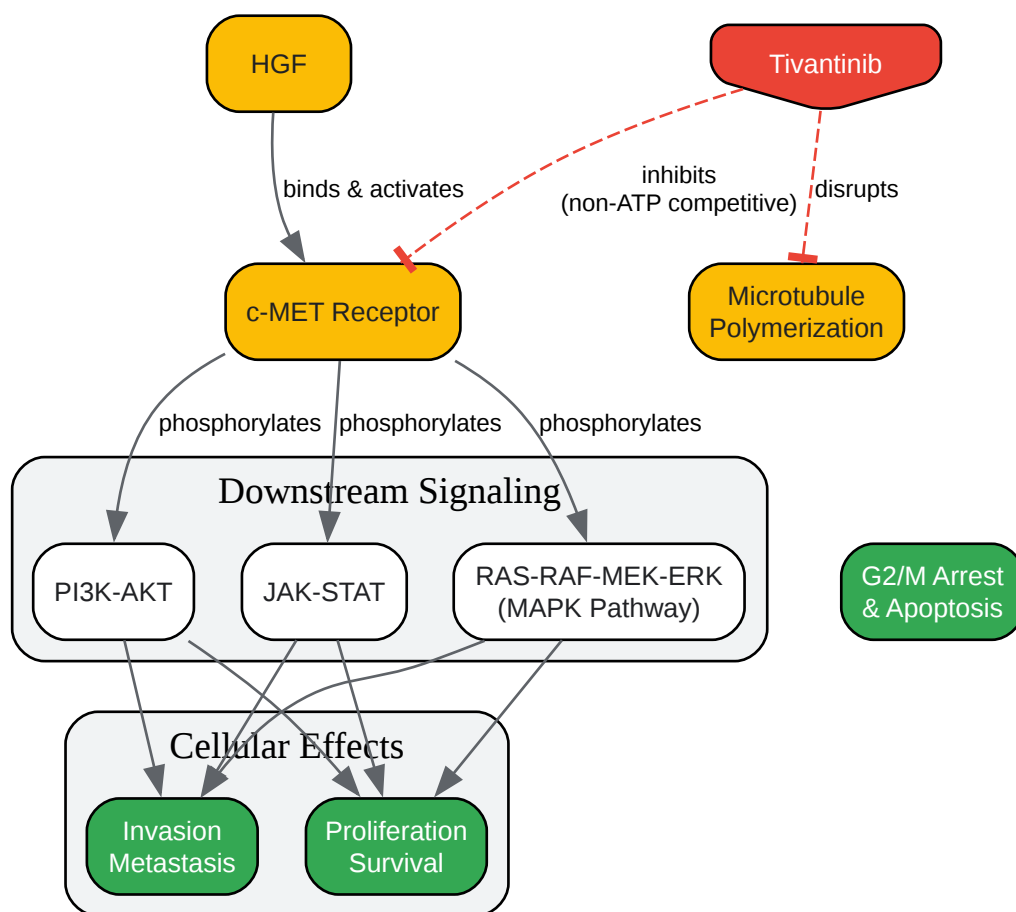 HGF
Tivantinib
binds & activates
inhibits
(non-ATP competitive)
disrupts
c-MET Receptor
Microtubule
Polymerization
phosphorylates
phosphorylates
phosphorylates
Downstream Signaling
PI3K-AKT
JAK-STAT
RAS-RAF-MEK-ERK
(MAPK Pathway)
G2/M Arrest
& Apoptosis
Cellular Effects
Invasion
Metastasis
Proliferation
Survival